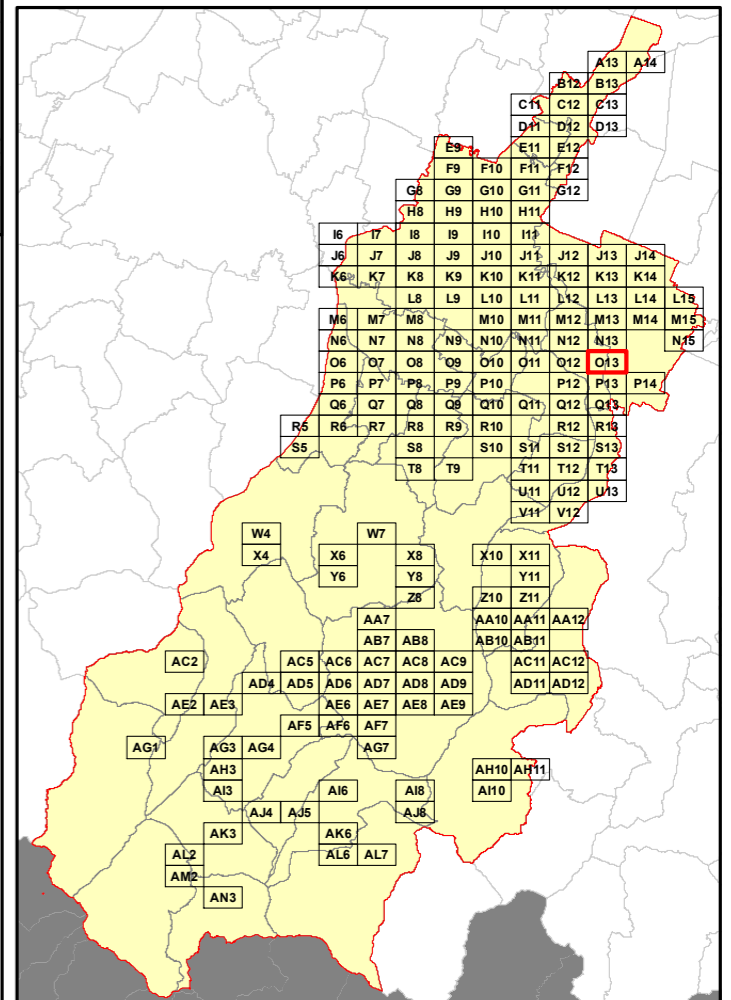 A13 A14
B12 B13
C11 C12 C13
D11 D12 D13
E9 E11 E12
F9 F10 F11 F12
G8 G9 G10 G11 G12
H8 H9 H10 H11
I6 I7 I8 I9 I10 I11
J6 J7 J8 J9 J10 J11 J12 J13 J14
K6 K7 K8 K9 K10 K11 K12 K13 K14
L8 L9 L10 L11 L12 L13 L14 L15
M6 M7 M8 M10 M11 M12 M13 M14 M15
N6 N7 N8 N9 N10 N11 N12 N13 N15
O6 O7 O8 O9 O10 O11 O12 O13
P6 P7 P8 P9 P10 P12 P13 P14
Q6 Q7 Q8 Q9 Q10 Q11 Q12 Q13
R5 R6 R7 R8 R9 R10 R12 R13
S5 S8 S10 S11 S12 S13
T8 T9 T11 T12 T13
U11 U12 U13
V11 V12
W4 W7
X4 X6 X8 X10 X11
Y6 Y8 Y11
Z8 Z10 Z11
AA7 AA10 AA11 AA12
AB7 AB8 AB10 AB11
AC2 AC5 AC6 AC7 AC8 AC9 AC11 AC12
AD4 AD5 AD6 AD7 AD8 AD9 AD11 AD12
AE2 AE3 AE6 AE7 AE8 AE9
AF5 AF6 AF7
AG1 AG3 AG4 AG7
AH3 AH10 AH11
AI3 AI6 AI8 AI10
AJ4 AJ5 AJ8
AK3 AK6
AL2 AL6 AL7
AM2
AN3